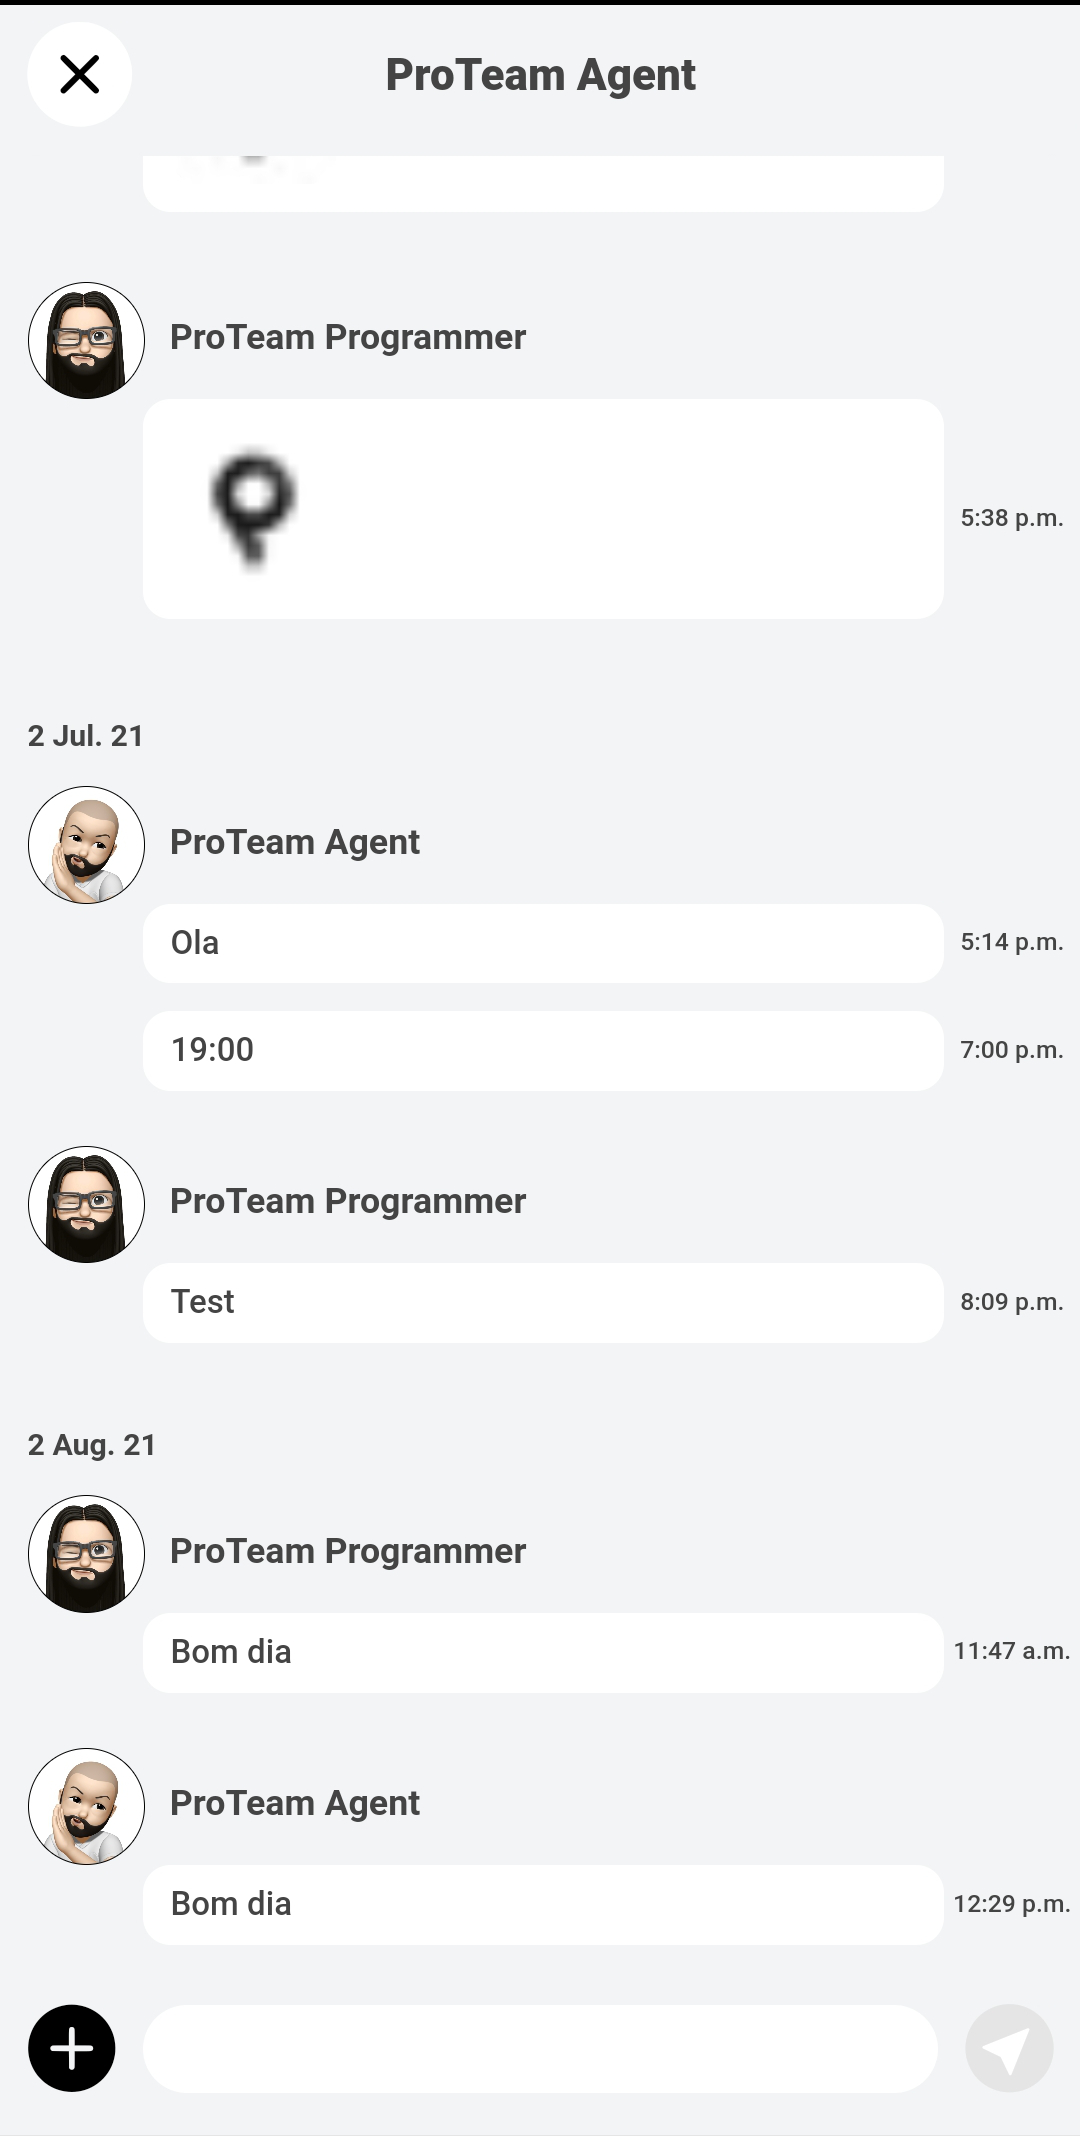 ProTeam Agent
ProTeam Programmer
5:38 p.m.
2 Jul. 21
ProTeam Agent
Ola
5:14 p.m.
19:00
7:00 p.m.
ProTeam Programmer
Test
8:09 p.m.
2 Aug. 21
ProTeam Programmer
Bom dia
11:47 a.m.
ProTeam Agent
Bom dia
12:29 p.m.